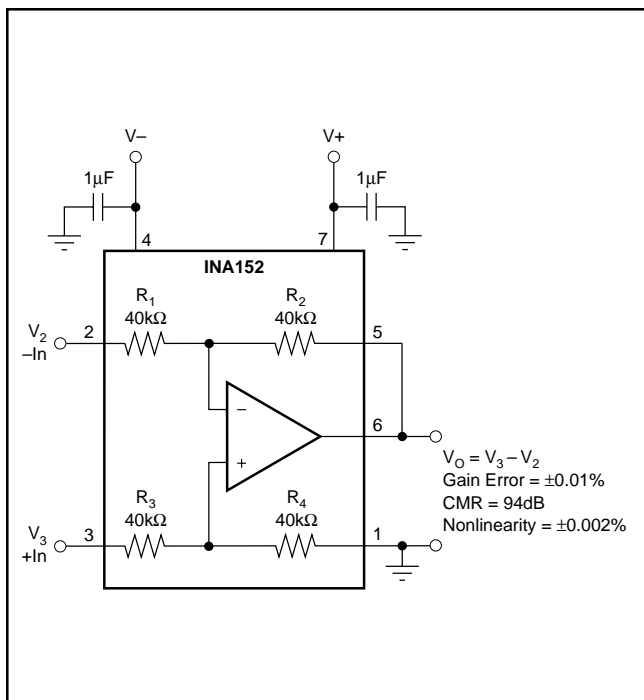 V– V+
1μF 1μF
4 7
INA152
R1 R2
40kΩ 40kΩ
V2 2 5
–In
–
6
+
VO = V3 – V2
Gain Error = ±0.01%
CMR = 94dB
Nonlinearity = ±0.002%
R3 R4
40kΩ 40kΩ
V3 3 1
+In